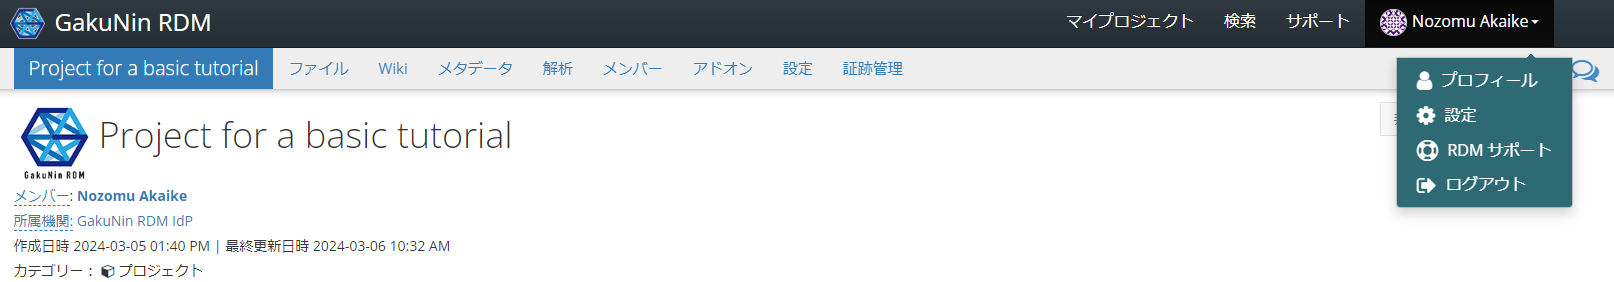 GakuNin RDM マイプロジェクト 検索 サポート Nozomu Akaike
Project for a basic tutorial ファイル Wiki メタデータ 解析 メンバー アドオン 設定 証跡管理
プロフィール
設定
RDM サポート
ログアウト
Project for a basic tutorial
GakuNin RDM
メンバー: Nozomu Akaike
所属機関: GakuNin RDM IdP
作成日時 2024-03-05 01:40 PM | 最終更新日時 2024-03-06 10:32 AM
カテゴリー： プロジェクト